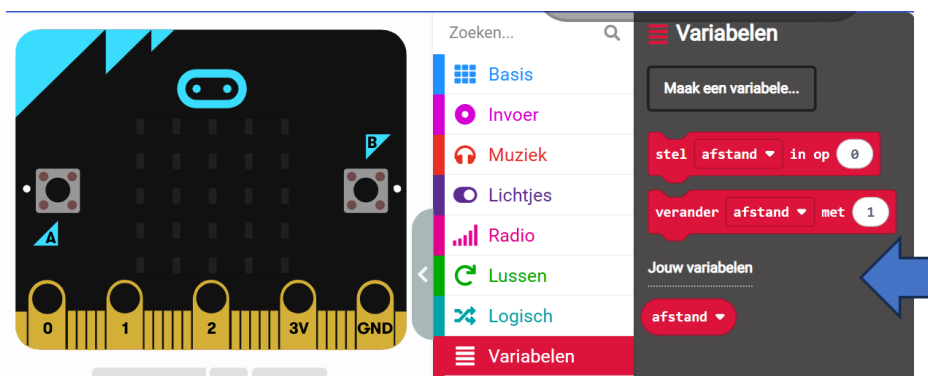 B
A
0
1
2
3V
GND
Zoeken...
Basis
Invoer
Muziek
Lichtjes
Radio
Lussen
Logisch
Variabelen
Variabelen
Maak een variabele...
stel afstand in op 0
verander afstand met 1
Jouw variabelen
afstand